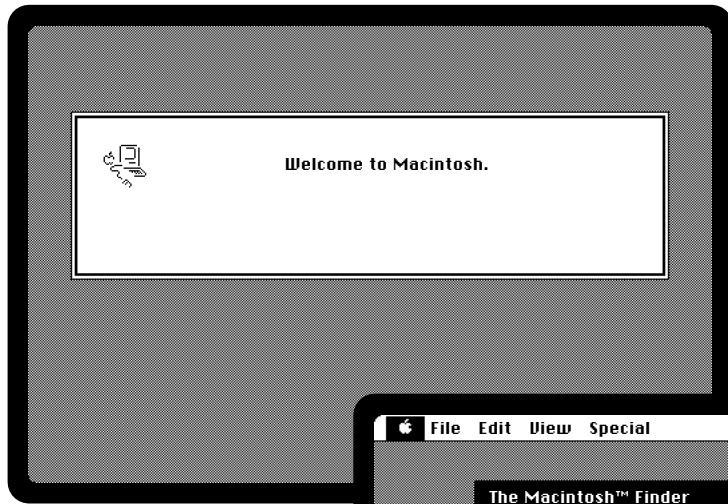 Welcome to Macintosh.
File Edit View Special
The Macintosh™ Finder